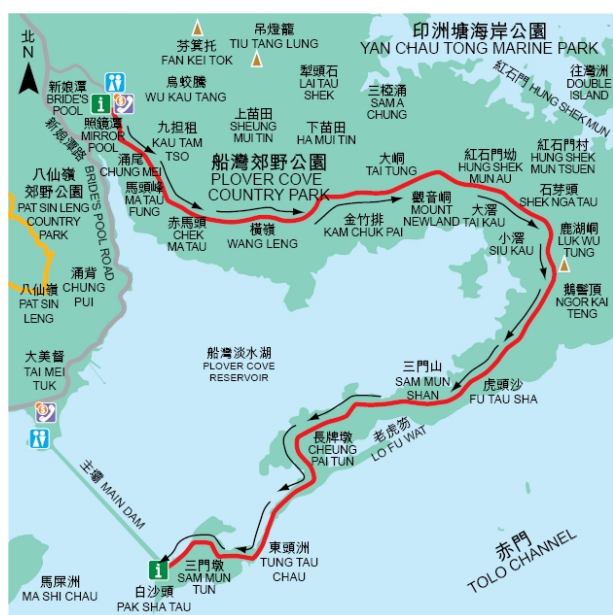 北
N
芬箕托
FAN KEI TOK
吊燈籠
TIU TANG LUNG
印洲塘海岸公園
YAN CHAU TONG MARINE PARK
新娘潭
BRIDE'S
POOL
i
烏蛟騰
WU KAU TANG
犁頭石
LAI TAU
SHEK
三椏涌
SAM A
CHUNG
紅石門 HUNG SHEK MUN
往灣洲
DOUBLE
ISLAND
照鏡潭
MIRROR
POOL
九担租
KAU TAM
TSO
上苗田
SHEUNG
MUI TIN
下苗田
HA MUI TIN
新娘潭路
BRIDE'S POOL ROAD
涌尾
CHUNG MEI
船灣郊野公園
PLOVER COVE
COUNTRY PARK
大峒
TAI TUNG
紅石門坳
HUNG
SHEK
MUN AU
紅石門村
HUNG SHEK
MUN TSUEN
八仙嶺
郊野公園
PAT SIN LENG
COUNTRY
PARK
馬頭峰
MA TAU
FUNG
石芽頭
SHEK NGA TAU
赤馬頭
CHEK
MA TAU
橫嶺
WANG LENG
金竹排
KAM CHUK PAI
觀音峒
MOUNT
NEWLAND
大滘
TAI KAU
小滘
SIU KAU
鹿湖峒
LUK WU
TUNG
涌背
CHUNG
PUI
八仙嶺
PAT SIN
LENG
鵝髻頂
NGOR KAI
TENG
大美督
TAI MEI
TUK
船灣淡水湖
PLOVER COVE
RESERVOIR
三門山
SAM MUN
SHAN
虎頭沙
FU TAU SHA
長牌墩
CHEUNG
PAI TUN
老虎笏
LO FU WAT
主壩 MAIN DAM
東頭洲
TUNG TAU
CHAU
赤門
TOLO CHANNEL
i
三門墩
SAM MUN
TUN
馬屎洲
MA SHI CHAU
白沙頭
PAK SHA TAU